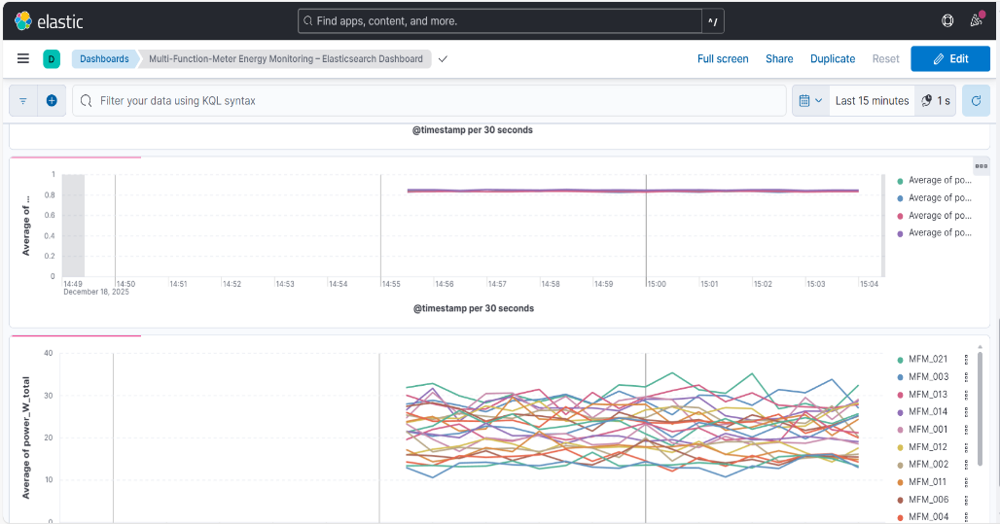 elastic
Find apps, content, and more.
^/
D
Dashboards
Multi-Function-Meter Energy Monitoring – Elasticsearch Dashboard
Full screen
Share
Duplicate
Reset
Edit
Filter your data using KQL syntax
Last 15 minutes
1 s
@timestamp per 30 seconds
Average of ...
1
0.8
0.6
0.4
0.2
0
14:49
14:50
14:51
14:52
14:53
14:54
14:55
14:56
14:57
14:58
14:59
15:00
15:01
15:02
15:03
15:04
December 18, 2025
@timestamp per 30 seconds
Average of po...
Average of po...
Average of po...
Average of po...
Average of power_W_total
40
30
20
10
0
MFM_021
MFM_003
MFM_013
MFM_014
MFM_001
MFM_012
MFM_002
MFM_011
MFM_006
MFM_004